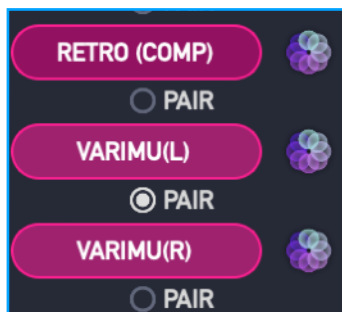 RETRO (COMP)
PAIR
VARIMU(L)
PAIR
VARIMU(R)
PAIR